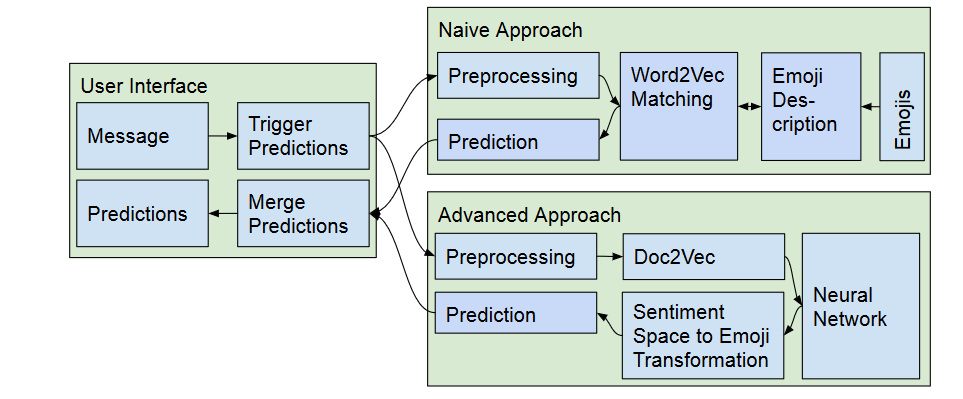 User Interface
Message
Trigger
Predictions
Predictions
Merge
Predictions
Naive Approach
Preprocessing
Prediction
Word2Vec
Matching
Emoji
Des-
cription
Emojis
Advanced Approach
Preprocessing
Doc2Vec
Prediction
Sentiment
Space to Emoji
Transformation
Neural
Network